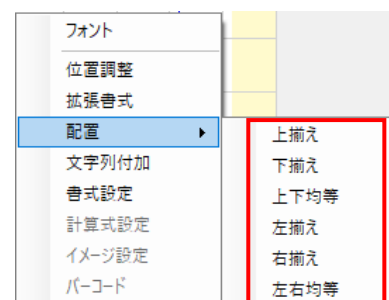 フォント
位置調整
拡張書式
配置
文字列付加
書式設定
計算式設定
イメージ設定
バーコード
上揃え
下揃え
上下均等
左揃え
右揃え
左右均等